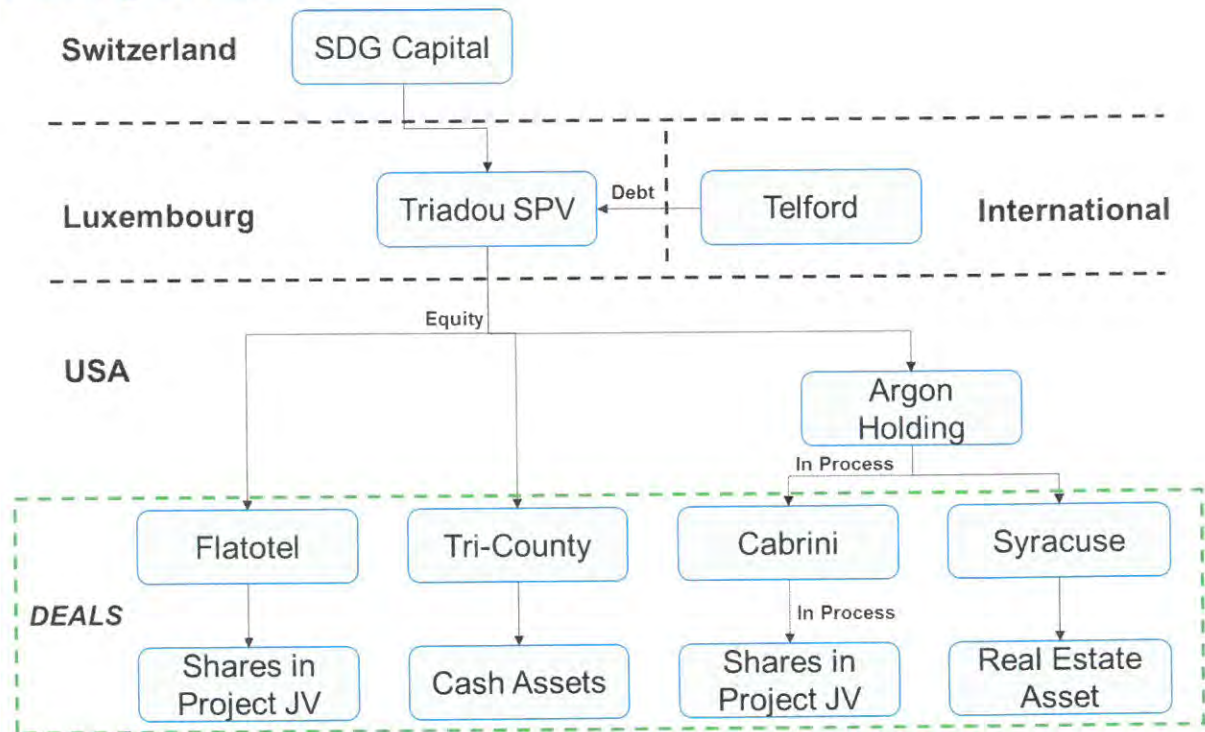 Switzerland
SDG Capital
Luxembourg
Triadou SPV
Debt
Telford
International
Equity
USA
Argon
Holding
In Process
Flatotel
Tri-County
Cabrini
Syracuse
DEALS
In Process
Shares in
Project JV
Cash Assets
Shares in
Project JV
Real Estate
Asset